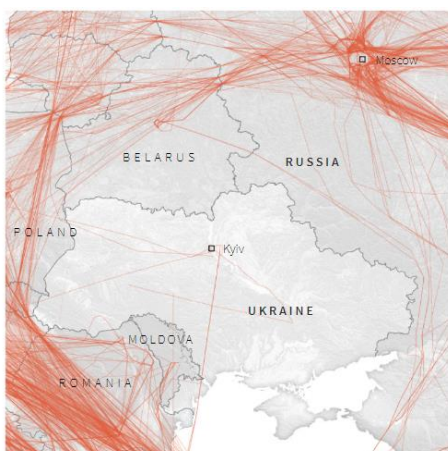 Moscow
BELARUS
RUSSIA
POLAND
Kyiv
UKRAINE
MOLDOVA
ROMANIA